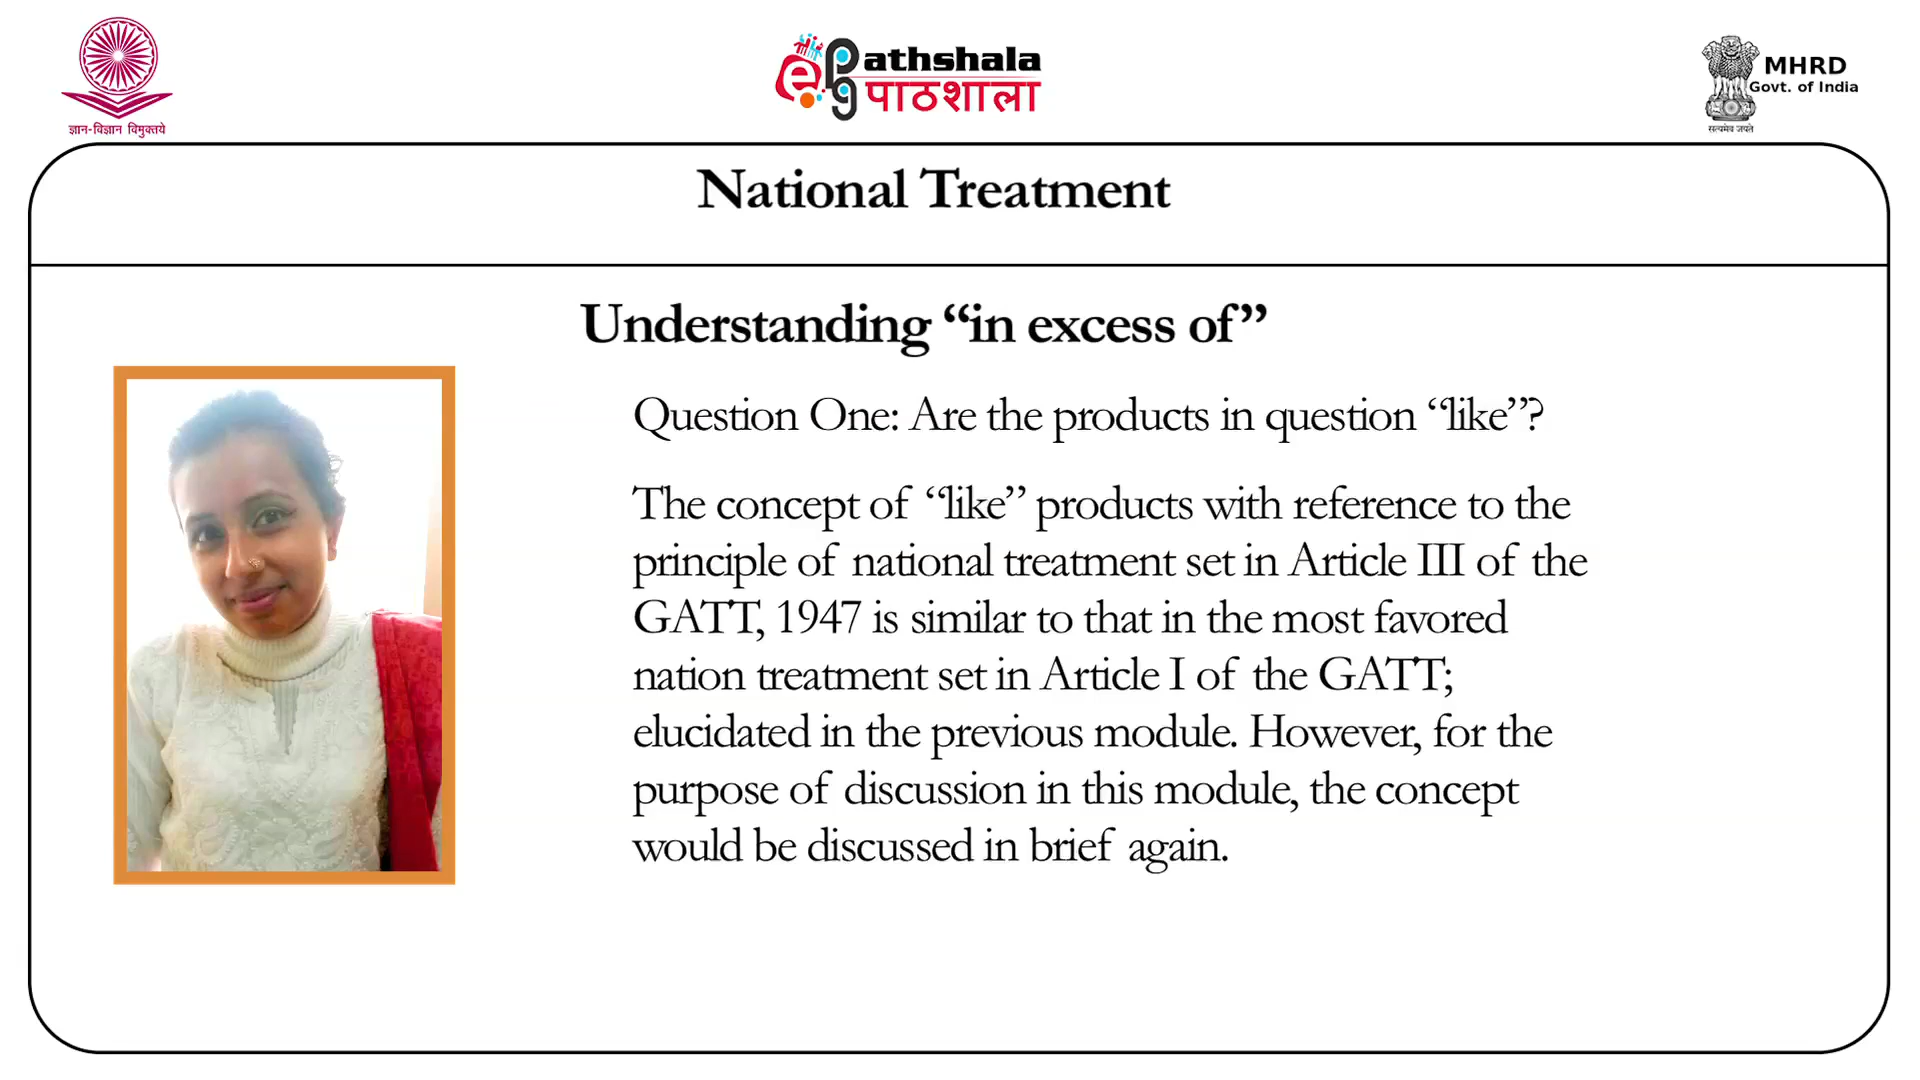 ज्ञान-विज्ञान विमुक्तये
ePathshala
पाठशाला
pg
MHRD
Govt. of India
सत्यमेव जयते
National Treatment
Understanding “in excess of”
Question One: Are the products in question “like”?
The concept of “like” products with reference to the
principle of national treatment set in Article III of the
GATT, 1947 is similar to that in the most favored
nation treatment set in Article I of the GATT;
elucidated in the previous module. However, for the
purpose of discussion in this module, the concept
would be discussed in brief again.